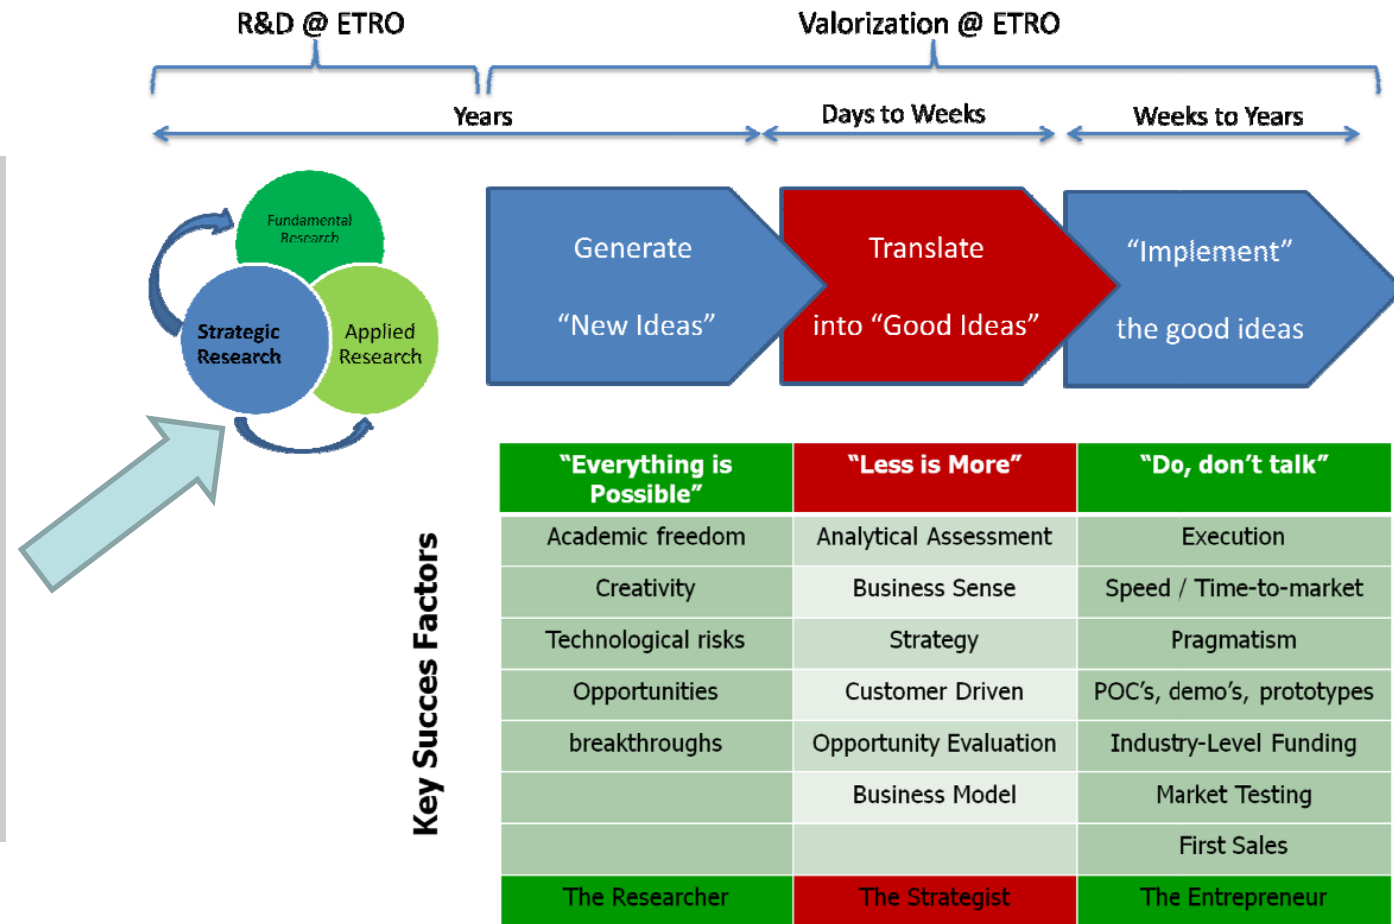 R&D @ ETRO
Valorization @ ETRO
Years
Days to Weeks
Weeks to Years
Fundamental
Research
Strategic
Research
Applied
Research
Generate
“New Ideas”
Translate
into “Good Ideas”
“Implement”
the good ideas
Key Succes Factors
“Everything is
Possible”
“Less is More”
“Do, don’t talk”
Academic freedom
Analytical Assessment
Execution
Creativity
Business Sense
Speed / Time-to-market
Technological risks
Strategy
Pragmatism
Opportunities
Customer Driven
POC’s, demo’s, prototypes
breakthroughs
Opportunity Evaluation
Industry-Level Funding
Business Model
Market Testing
First Sales
The Researcher
The Strategist
The Entrepreneur